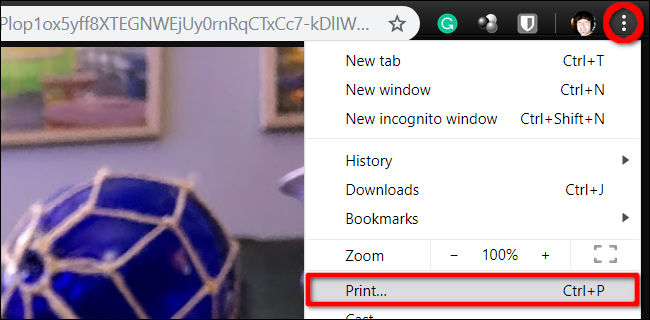 Plop1ox5yff8XTEGNWEjUy0rnRqCTxCc7-kDlIW...
New tab Ctrl+T
New window Ctrl+N
New incognito window Ctrl+Shift+N
History
Downloads Ctrl+J
Bookmarks
Zoom - 100% +
Print... Ctrl+P
Cast